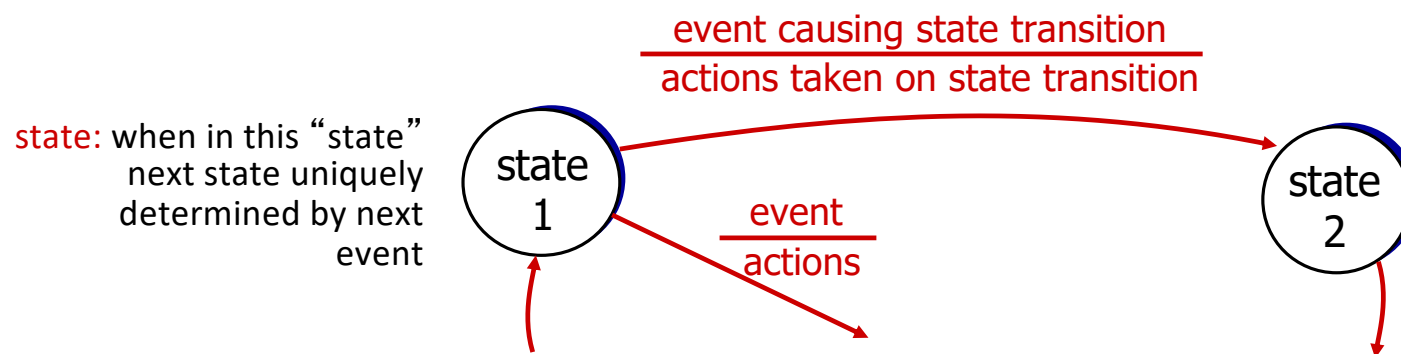 event causing state transition
actions taken on state transition
state: when in this “state”
next state uniquely
determined by next
event
state
1
event
actions
state
2